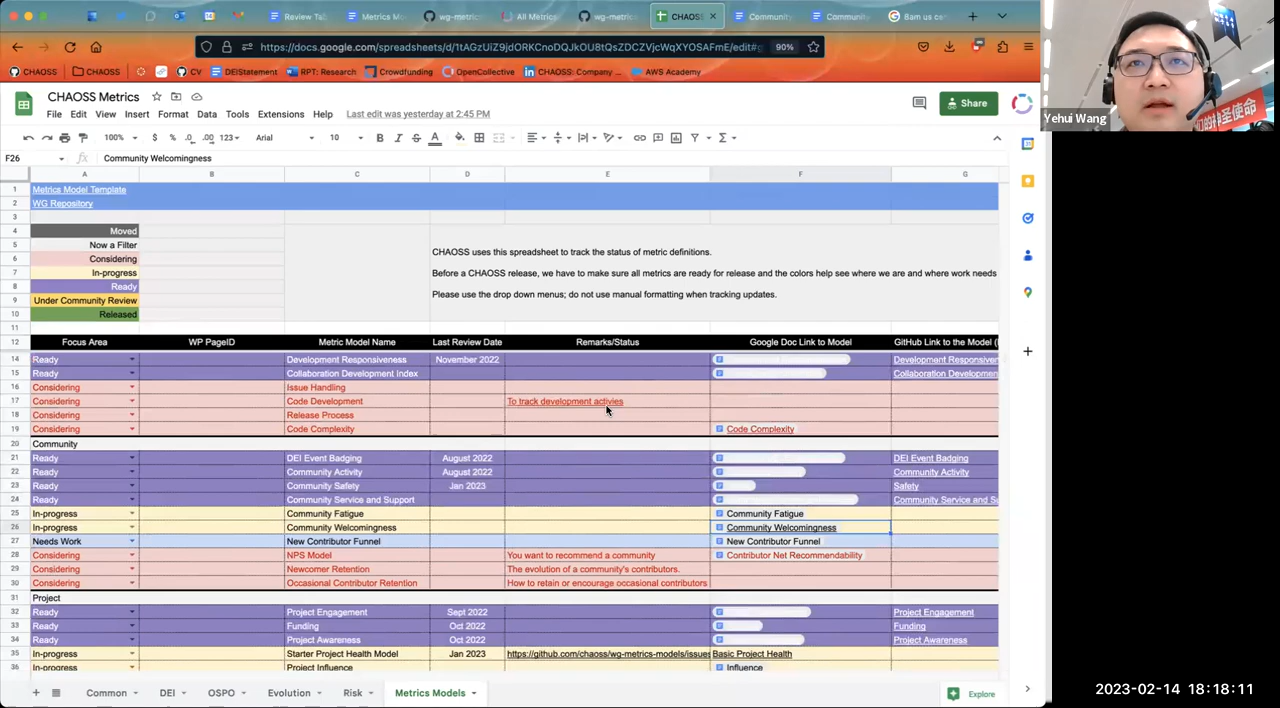 Review Ta
Metrics Mo
wg-metric
All Metrics
wg-metric
CHAOSS
Community
Community
https://docs.google.com/spreadsheets/d/1tAGzUiZ9jdORKCnoDQJkOU8tQsZDCZVjcWqXYOSAFmE/edit#g
90%
CHAOSS
CHAOSS
CV
DEIStatement
RPT: Research
Crowdfunding
OpenCollective
CHAOSS: Company ...
AWS Academy
CHAOSS Metrics
File Edit View Insert Format Data Tools Extensions Help Last edit was yesterday at 2:45 PM
Share
Yehui Wang
的神圣使命
100% $ % .0 .00 123 Arial 10 B I S A
F26 fx Community Welcomingness
A B C D E F G
1 Metrics Model Template
2 WG Repository
3
4 Moved
5 Now a Filter CHAOSS uses this spreadsheet to track the status of metric definitions.
6 Considering
7 In-progress Before a CHAOSS release, we have to make sure all metrics are ready for release and the colors help see where we are and where work needs
8 Ready
9 Under Community Review Please use the drop down menus; do not use manual formatting when tracking updates.
10 Released
11
12 Focus Area WP PageID Metric Model Name Last Review Date Remarks/Status Google Doc Link to Model GitHub Link to the Model (
14 Ready Development Responsiveness November 2022 Development Responsiven
15 Ready Collaboration Development Index Collaboration Developmen
16 Considering Issue Handling
17 Considering Code Development To track development activies
18 Considering Release Process
19 Considering Code Complexity Code Complexity
20 Community
21 Ready DEI Event Badging August 2022 DEI Event Badging
22 Ready Community Activity August 2022 Community Activity
23 Ready Community Safety Jan 2023 Safety
24 Ready Community Service and Support Community Service and Su
25 In-progress Community Fatigue Community Fatigue
26 In-progress Community Welcomingness Community Welcomingness
27 Needs Work New Contributor Funnel New Contributor Funnel
28 Considering NPS Model You want to recommend a community Contributor Net Recommendability
29 Considering Newcomer Retention The evolution of a community's contributors.
30 Considering Occasional Contributor Retention How to retain or encourage occasional contributors
31 Project
32 Ready Project Engagement Sept 2022 Project Engagement
33 Ready Funding Oct 2022 Funding
34 Ready Project Awareness Oct 2022 Project Awareness
35 In-progress Starter Project Health Model Jan 2023 https://github.com/chaoss/wg-metrics-models/issues Basic Project Health
36 In-progress Project Influence Influence
Common DEI OSPO Evolution Risk Metrics Models Explore
2023-02-14 18:18:11